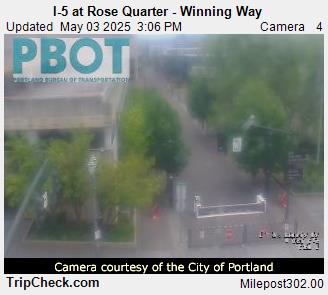 I-5 at Rose Quarter - Winning Way
Updated May 03 2025 3:06 PM Camera 4
PBOT
PORTLAND BUREAU OF TRANSPORTATION
Camera courtesy of the City of Portland
TripCheck.com Milepost302.00